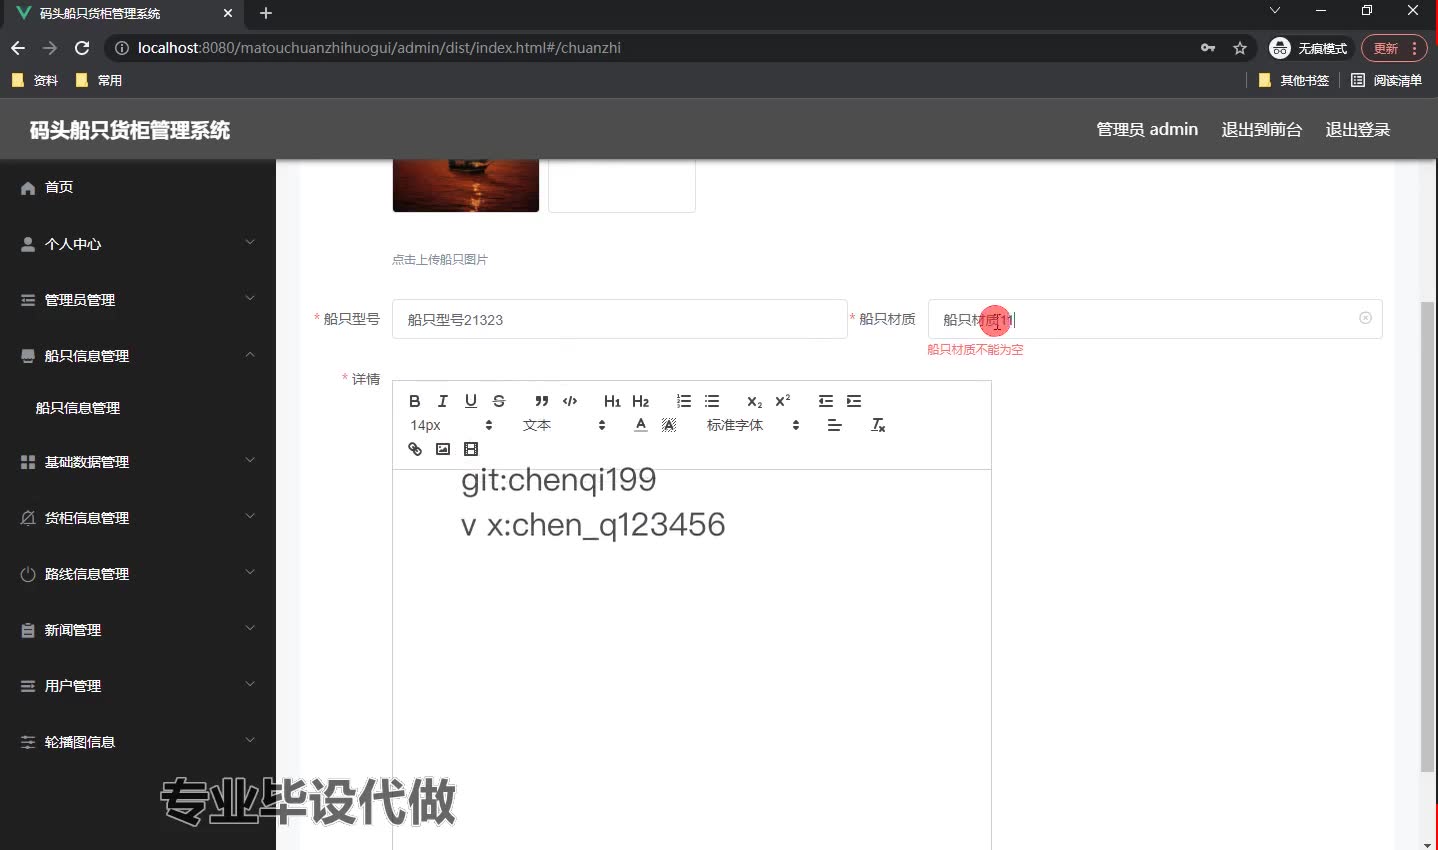 码头船只货柜管理系统
localhost:8080/matouchuanzhihuogui/admin/dist/index.html#/chuanzhi
无痕模式
更新
资料
常用
其他书签
阅读清单
码头船只货柜管理系统
管理员 admin
退出到前台
退出登录
首页
个人中心
管理员管理
船只信息管理
船只信息管理
基础数据管理
货柜信息管理
路线信息管理
新闻管理
用户管理
轮播图信息
点击上传船只图片
* 船只型号
船只型号21323
* 船只材质
船只材质11
船只材质不能为空
* 详情
B I U S H1 H2 X2 X2
14px 文本 A A 标准字体 Tx
git:chenqi199
v x:chen_q123456
专业毕设代做